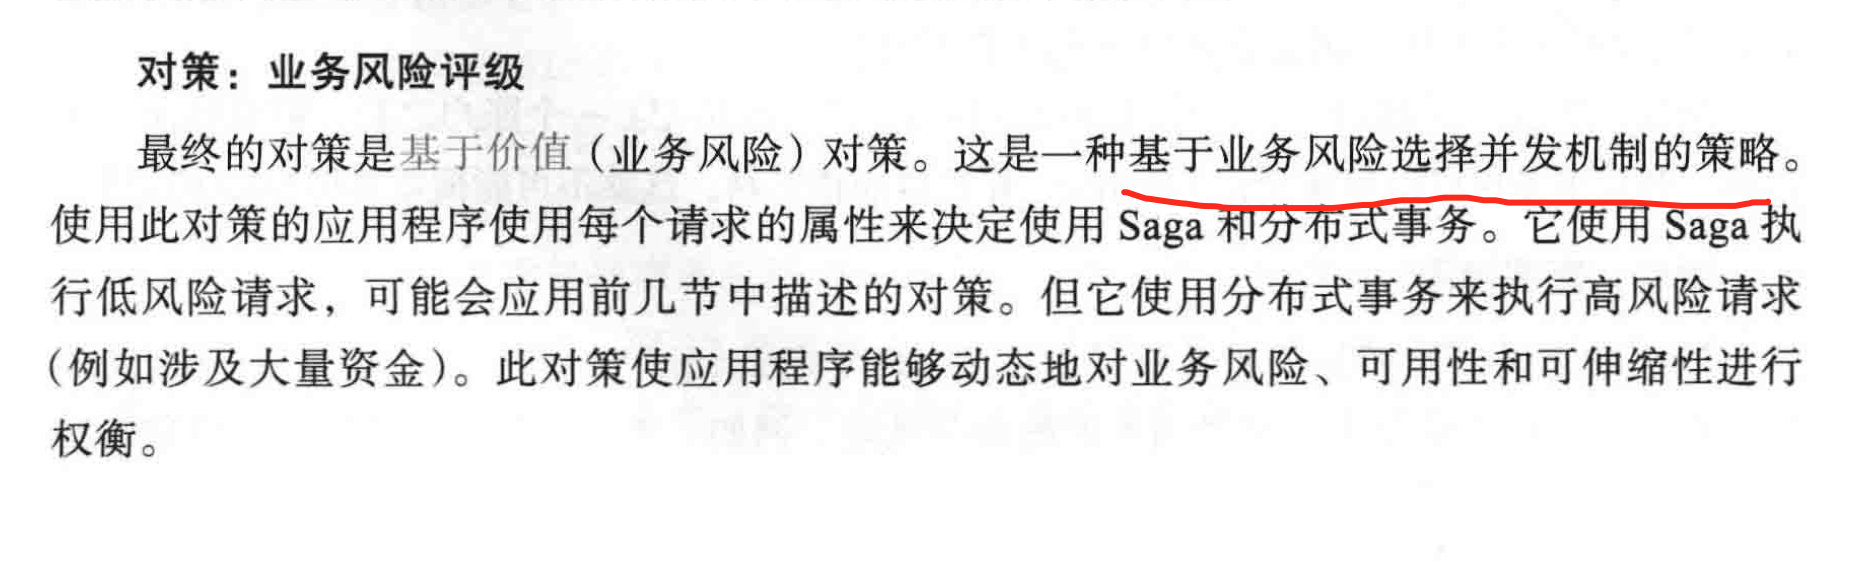 对策：业务风险评级
最终的对策是基于价值（业务风险）对策。这是一种基于业务风险选择并发机制的策略。
使用此对策的应用程序使用每个请求的属性来决定使用 Saga 和分布式事务。它使用 Saga 执
行低风险请求，可能会应用前几节中描述的对策。但它使用分布式事务来执行高风险请求
（例如涉及大量资金）。此对策使应用程序能够动态地对业务风险、可用性和可伸缩性进行
权衡。